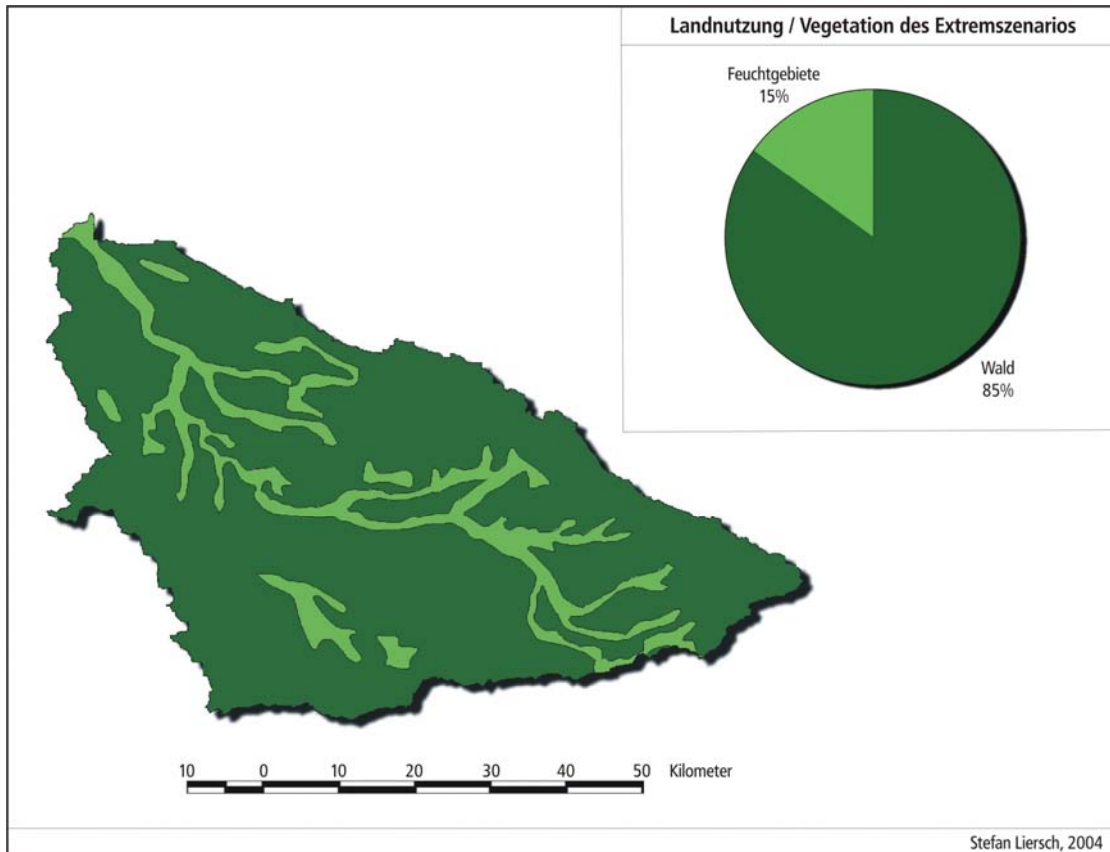 Landnutzung / Vegetation des Extremszenarios
Feuchtgebiete
15%
Wald
85%
10 0 10 20 30 40 50 Kilometer
Stefan Liersch, 2004